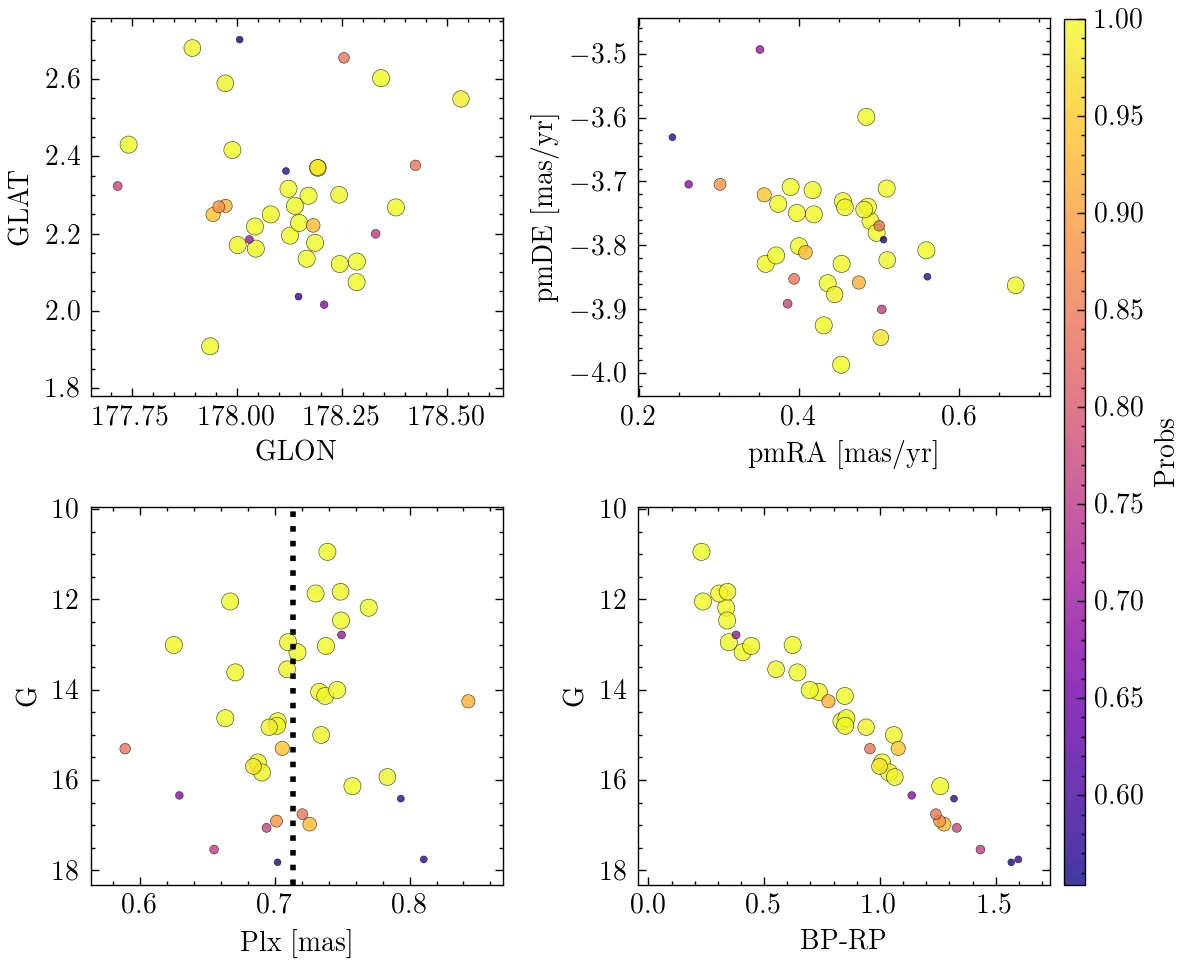 2.6
2.4
2.2
2.0
1.8
GLAT
177.75 178.00 178.25 178.50
GLON
−3.5
−3.6
−3.7
−3.8
−3.9
−4.0
pmDE [mas/yr]
0.2 0.4 0.6
pmRA [mas/yr]
1.00
0.95
0.90
0.85
0.80
0.75
0.70
0.65
0.60
Probs
10
12
14
16
18
G
0.6 0.7 0.8
Plx [mas]
10
12
14
16
18
G
0.0 0.5 1.0 1.5
BP-RP